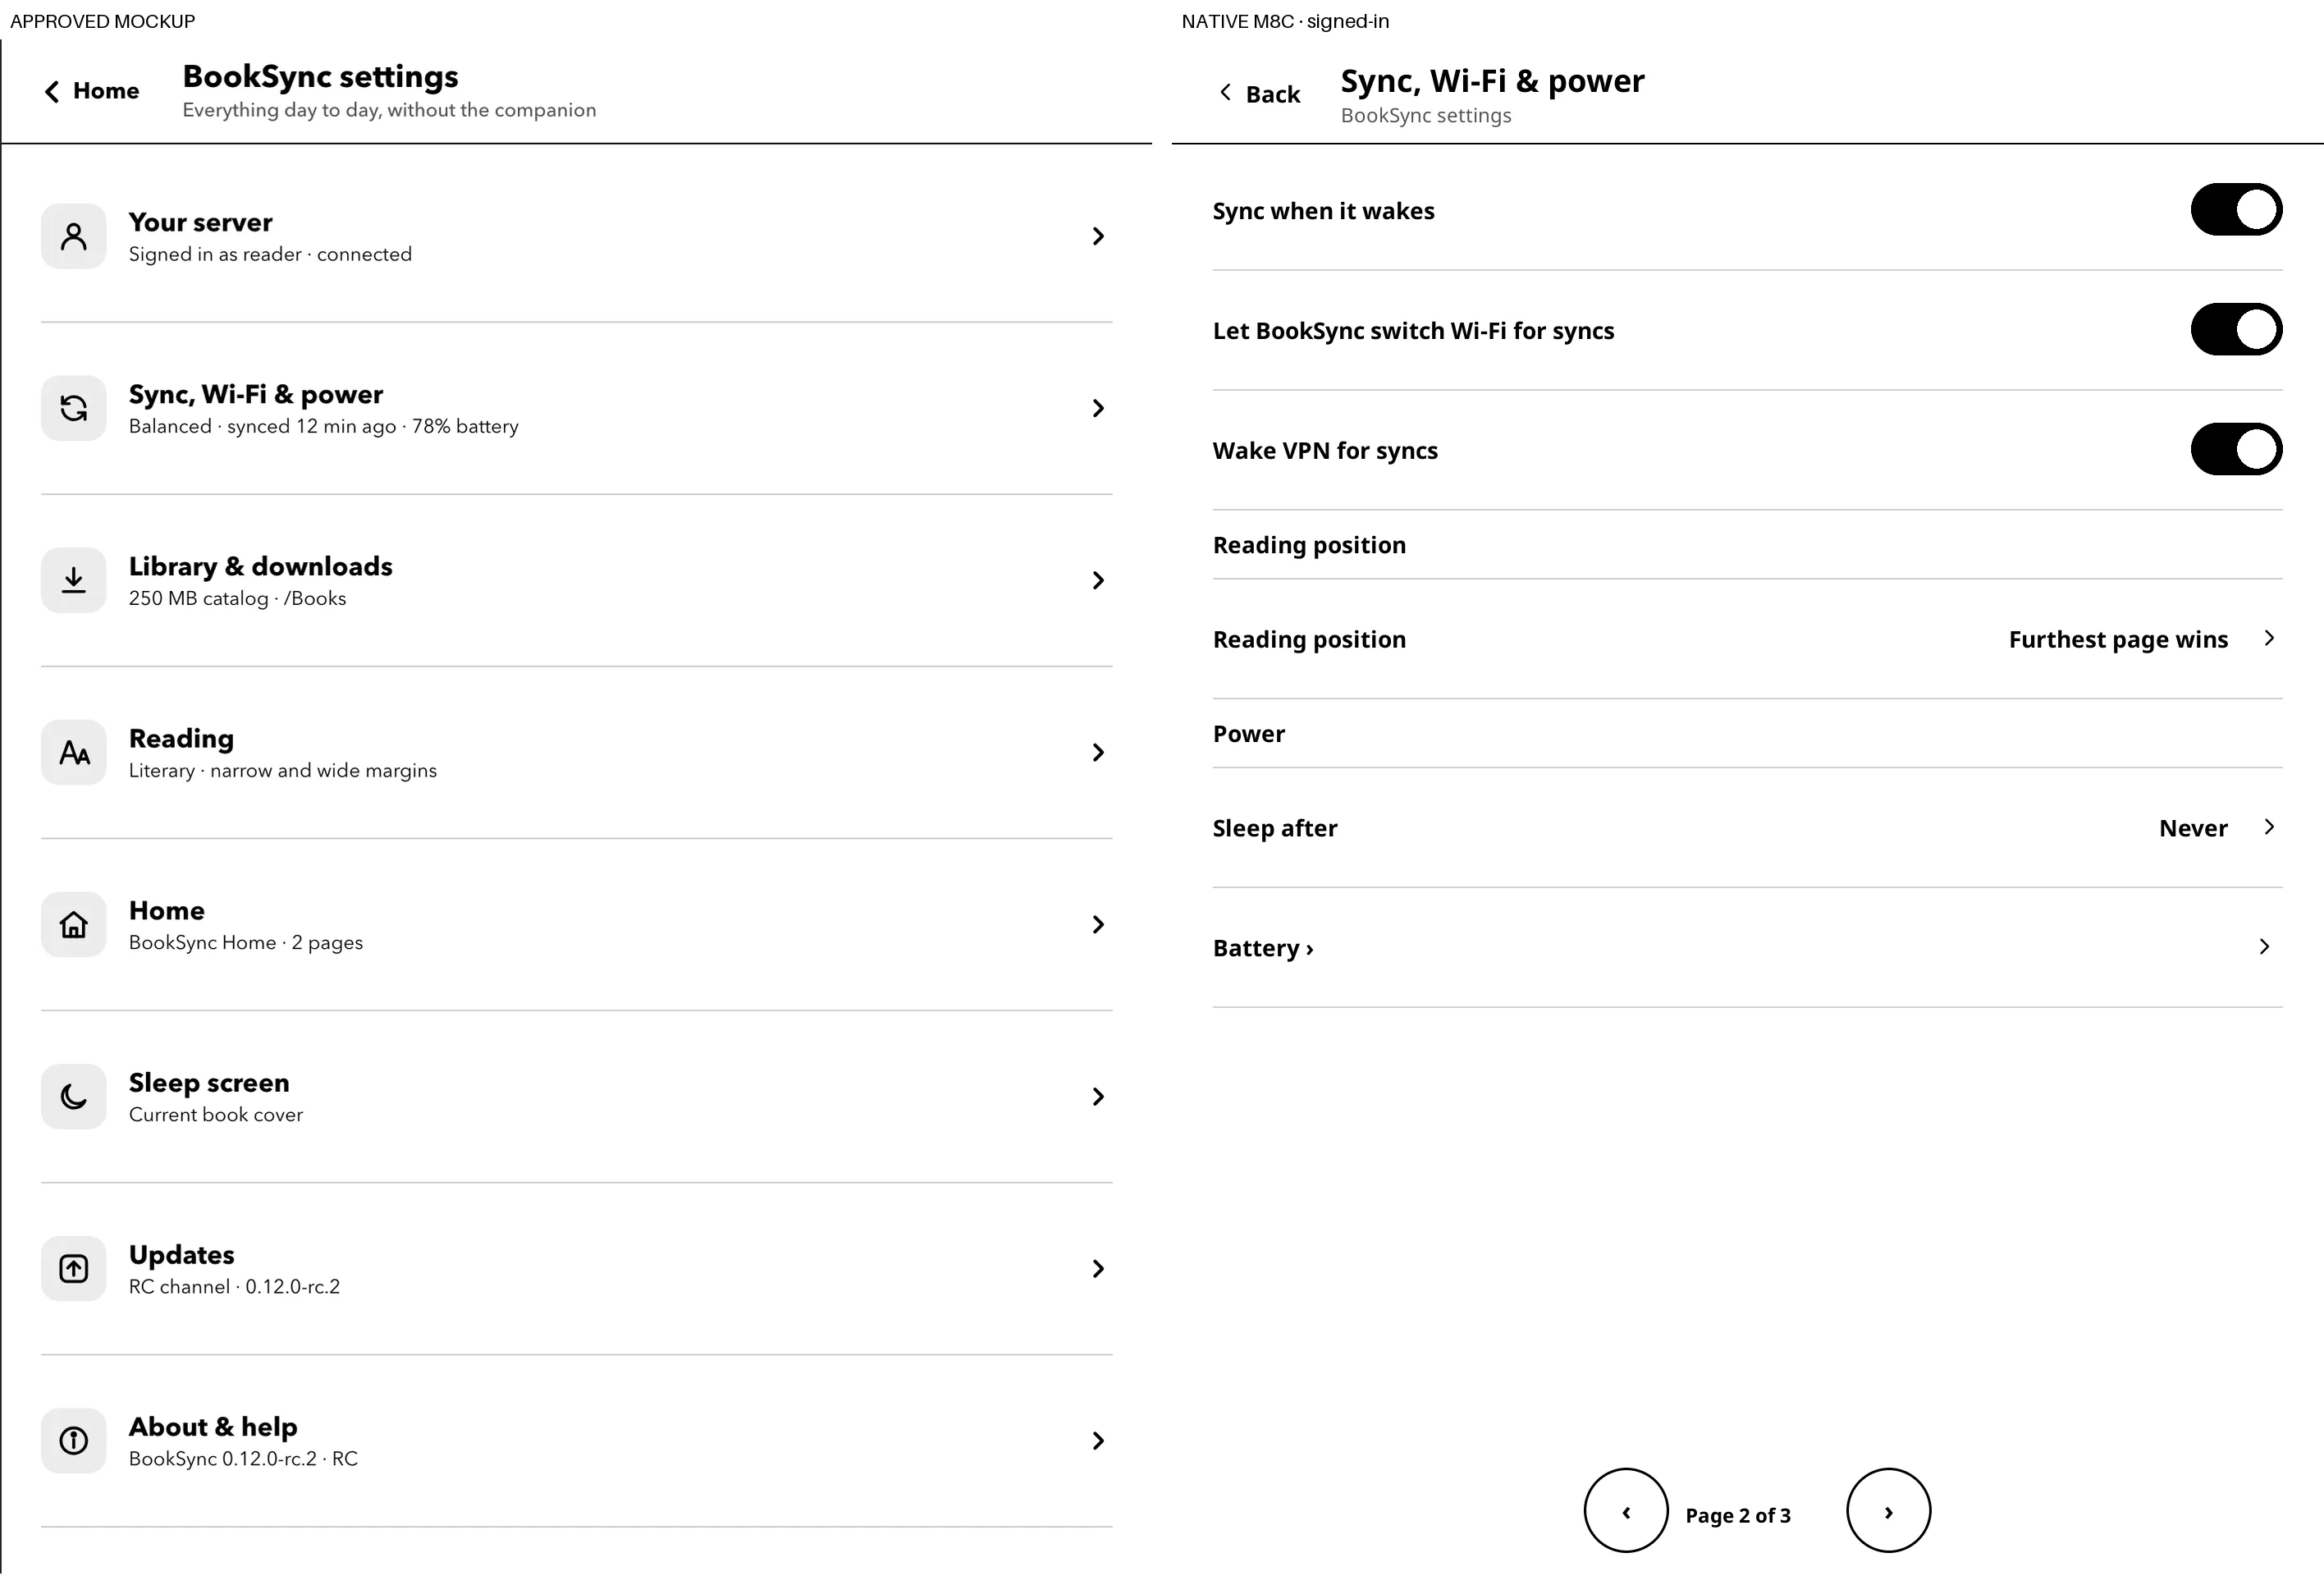 APPROVED MOCKUP
Home
BookSync settings
Everything day to day, without the companion
Your server
Signed in as reader · connected
Sync, Wi-Fi & power
Balanced · synced 12 min ago · 78% battery
Library & downloads
250 MB catalog · /Books
Reading
Literary · narrow and wide margins
Home
BookSync Home · 2 pages
Sleep screen
Current book cover
Updates
RC channel · 0.12.0-rc.2
About & help
BookSync 0.12.0-rc.2 · RC
NATIVE M8C · signed-in
Back
Sync, Wi-Fi & power
BookSync settings
Sync when it wakes
Let BookSync switch Wi-Fi for syncs
Wake VPN for syncs
Reading position
Reading position Furthest page wins
Power
Sleep after Never
Battery ›
‹ Page 2 of 3 ›